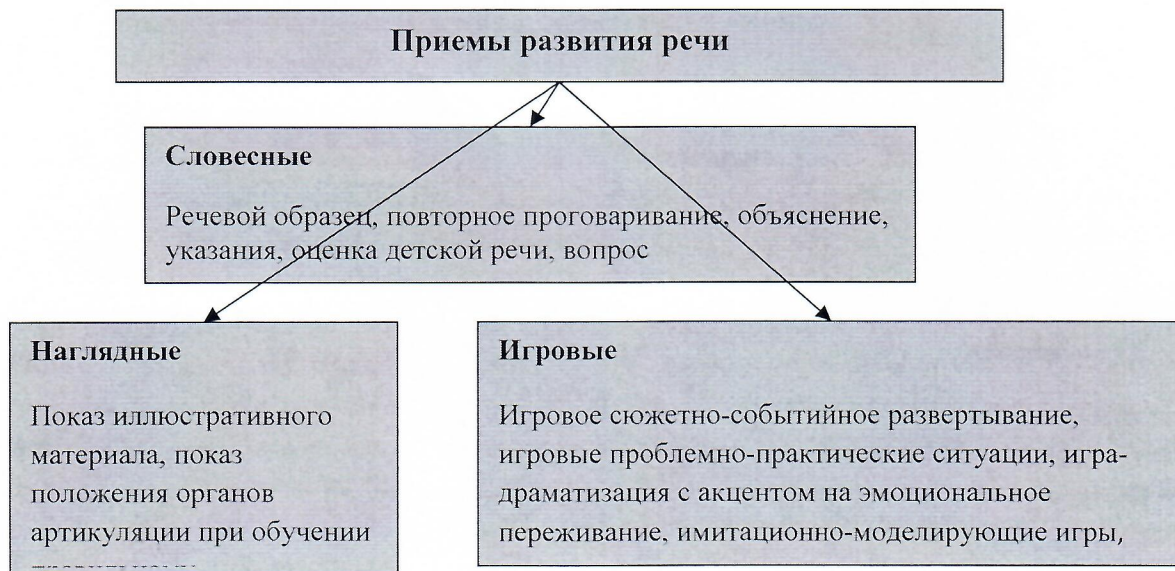 Приемы развития речи
Словесные
Речевой образец, повторное проговаривание, объяснение,
указания, оценка детской речи, вопрос
Наглядные
Показ иллюстративного
материала, показ
положения органов
артикуляции при обучении
Игровые
Игровое сюжетно-событийное развертывание,
игровые проблемно-практические ситуации, игра-
драматизация с акцентом на эмоциональное
переживание, имитационно-моделирующие игры,